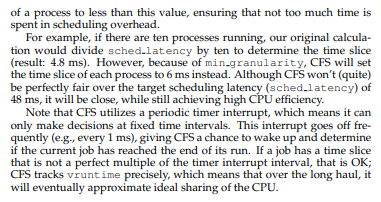 of a process to less than this value, ensuring that not too much time is
spent in scheduling overhead.
For example, if there are ten processes running, our original calcula-
tion would divide sched_latency by ten to determine the time slice
(result: 4.8 ms). However, because of min_granularity, CFS will set
the time slice of each process to 6 ms instead. Although CFS won't (quite)
be perfectly fair over the target scheduling latency (sched_latency) of
48 ms, it will be close, while still achieving high CPU efficiency.
Note that CFS utilizes a periodic timer interrupt, which means it can
only make decisions at fixed time intervals. This interrupt goes off fre-
quently (e.g., every 1 ms), giving CFS a chance to wake up and determine
if the current job has reached the end of its run. If a job has a time slice
that is not a perfect multiple of the timer interrupt interval, that is OK;
CFS tracks vruntime precisely, which means that over the long haul, it
will eventually approximate ideal sharing of the CPU.